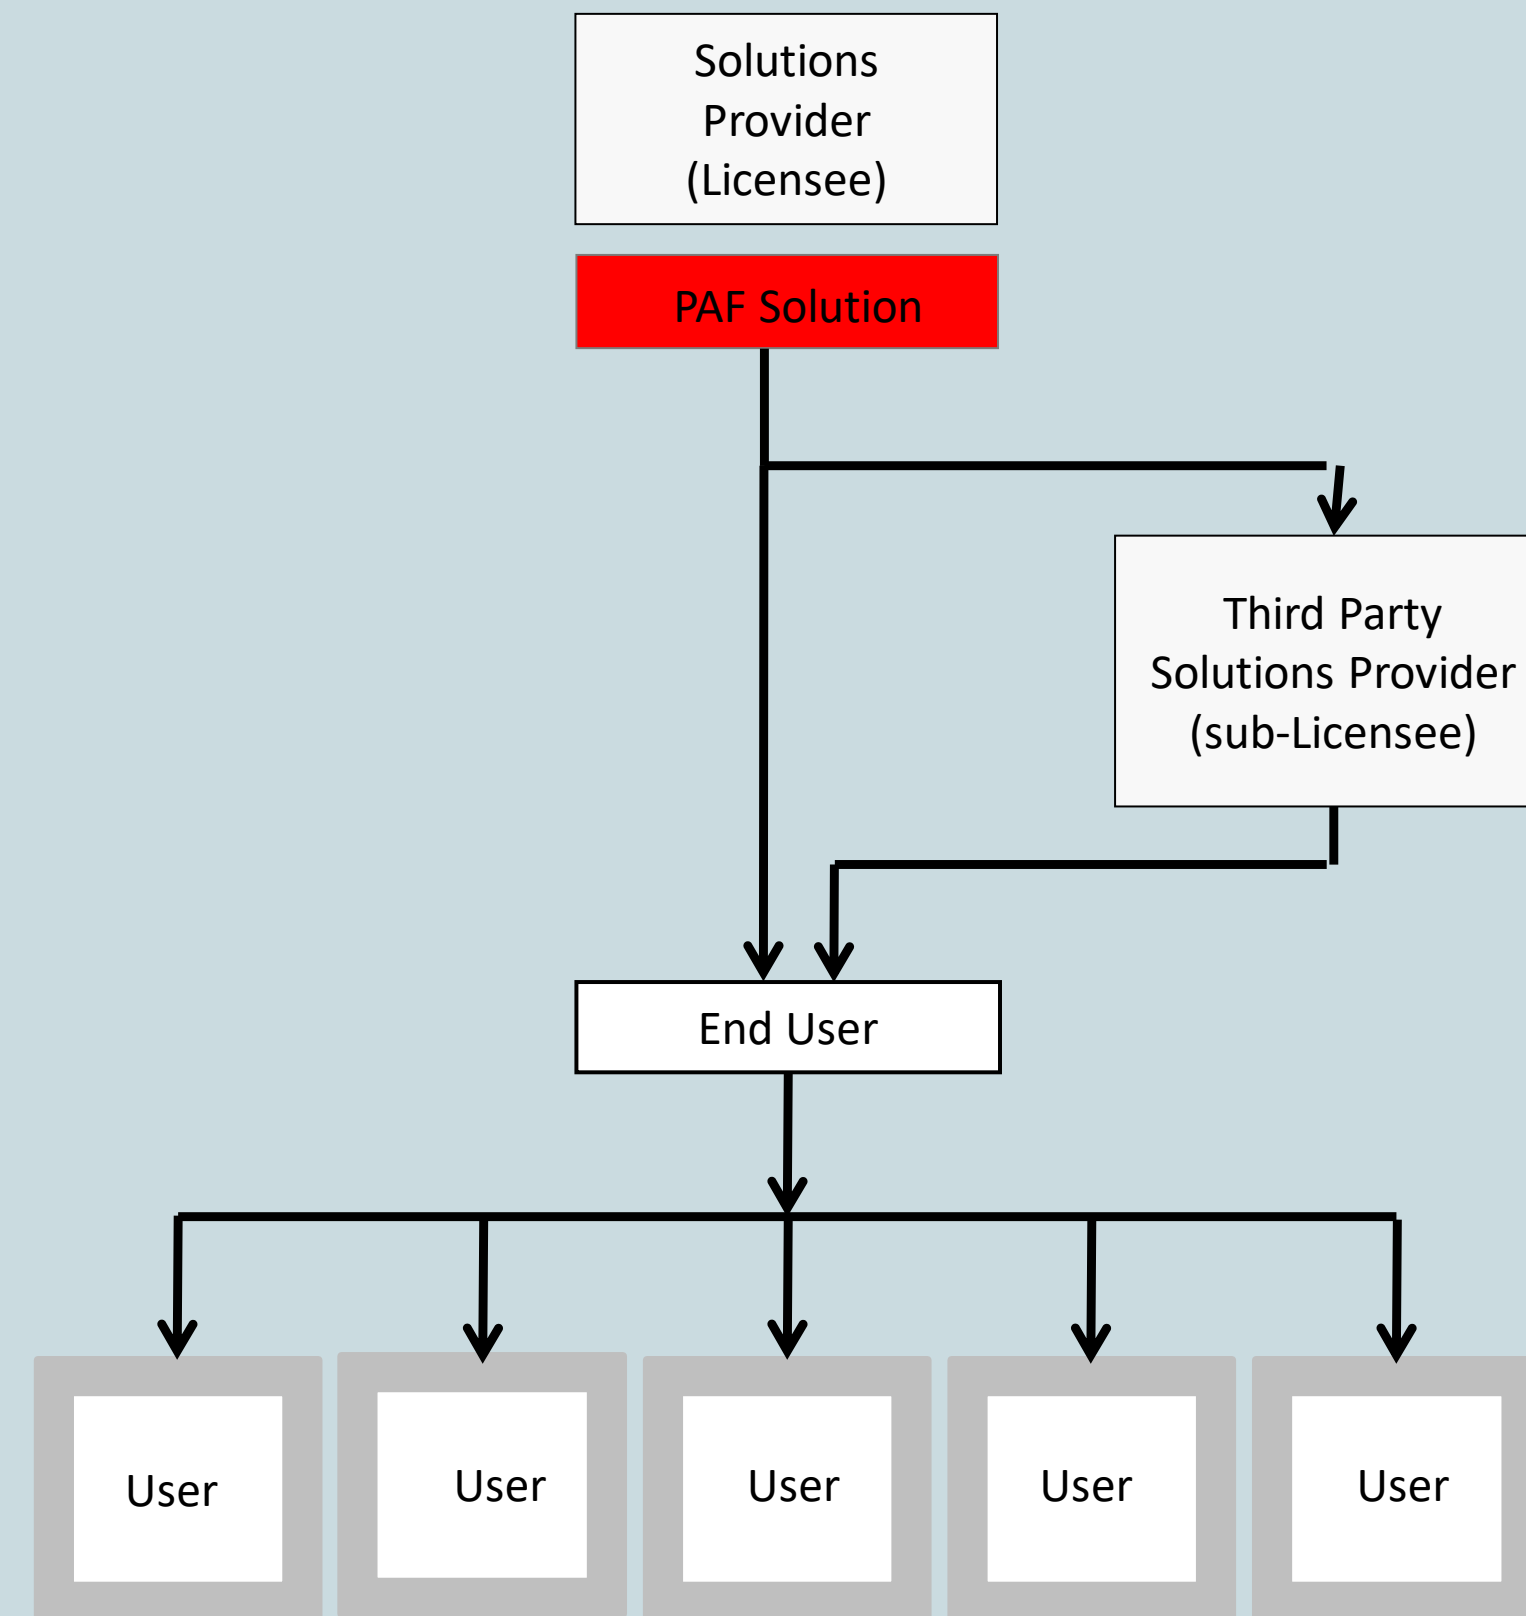 Solutions
Provider
(Licensee)
PAF Solution
Third Party
Solutions Provider
(sub-Licensee)
End User
User
User
User
User
User